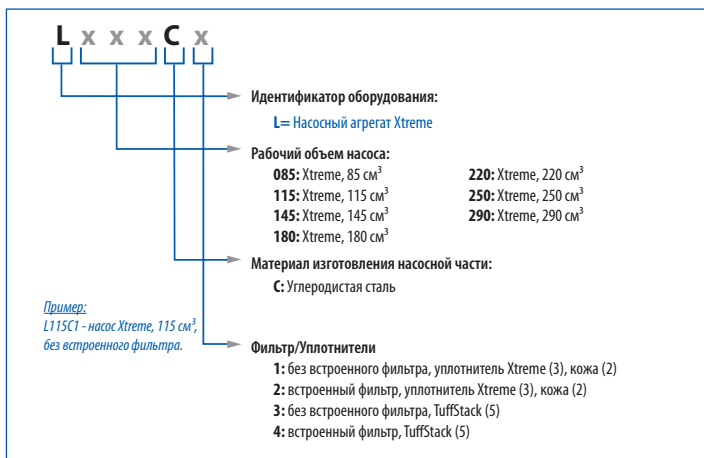 L x x x C x
Идентификатор оборудования:
L= Насосный агрегат Xtreme
Рабочий объем насоса:
085: Xtreme, 85 см³ 220: Xtreme, 220 см³
115: Xtreme, 115 см³ 250: Xtreme, 250 см³
145: Xtreme, 145 см³ 290: Xtreme, 290 см³
180: Xtreme, 180 см³
Материал изготовления насосной части:
C: Углеродистая сталь
Пример:
L115C1 - насос Xtreme, 115 см³,
без встроенного фильтра.
Фильтр/Уплотнители
1: без встроенного фильтра, уплотнитель Xtreme (3), кожа (2)
2: встроенный фильтр, уплотнитель Xtreme (3), кожа (2)
3: без встроенного фильтра, TuffStack (5)
4: встроенный фильтр, TuffStack (5)